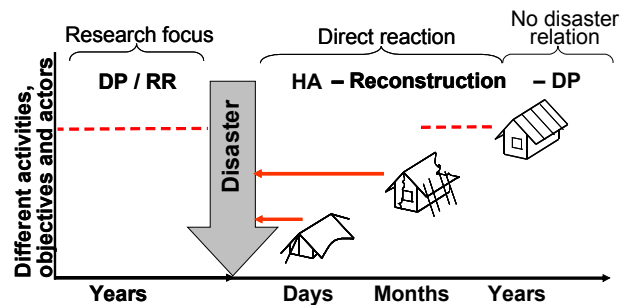 Research focus
Direct reaction
No disaster
relation
DP / RR
HA – Reconstruction – DP
Different activities,
objectives and actors
Disaster
Years
Days
Months
Years